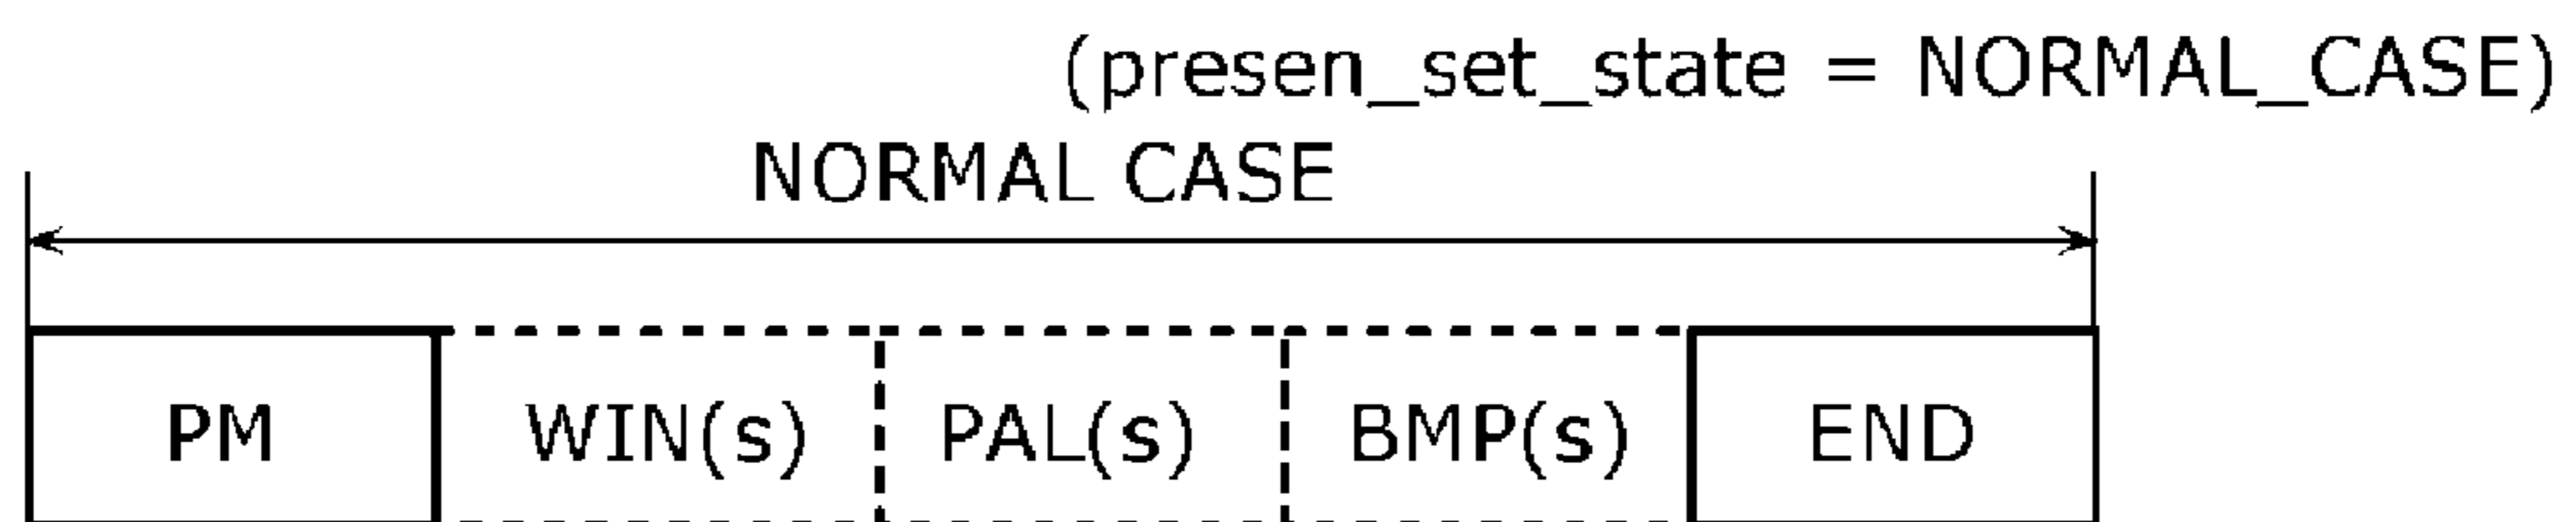 (presen_set_state = NORMAL_CASE)
NORMAL CASE
PM WIN(s) PAL(s) BMP(s) END